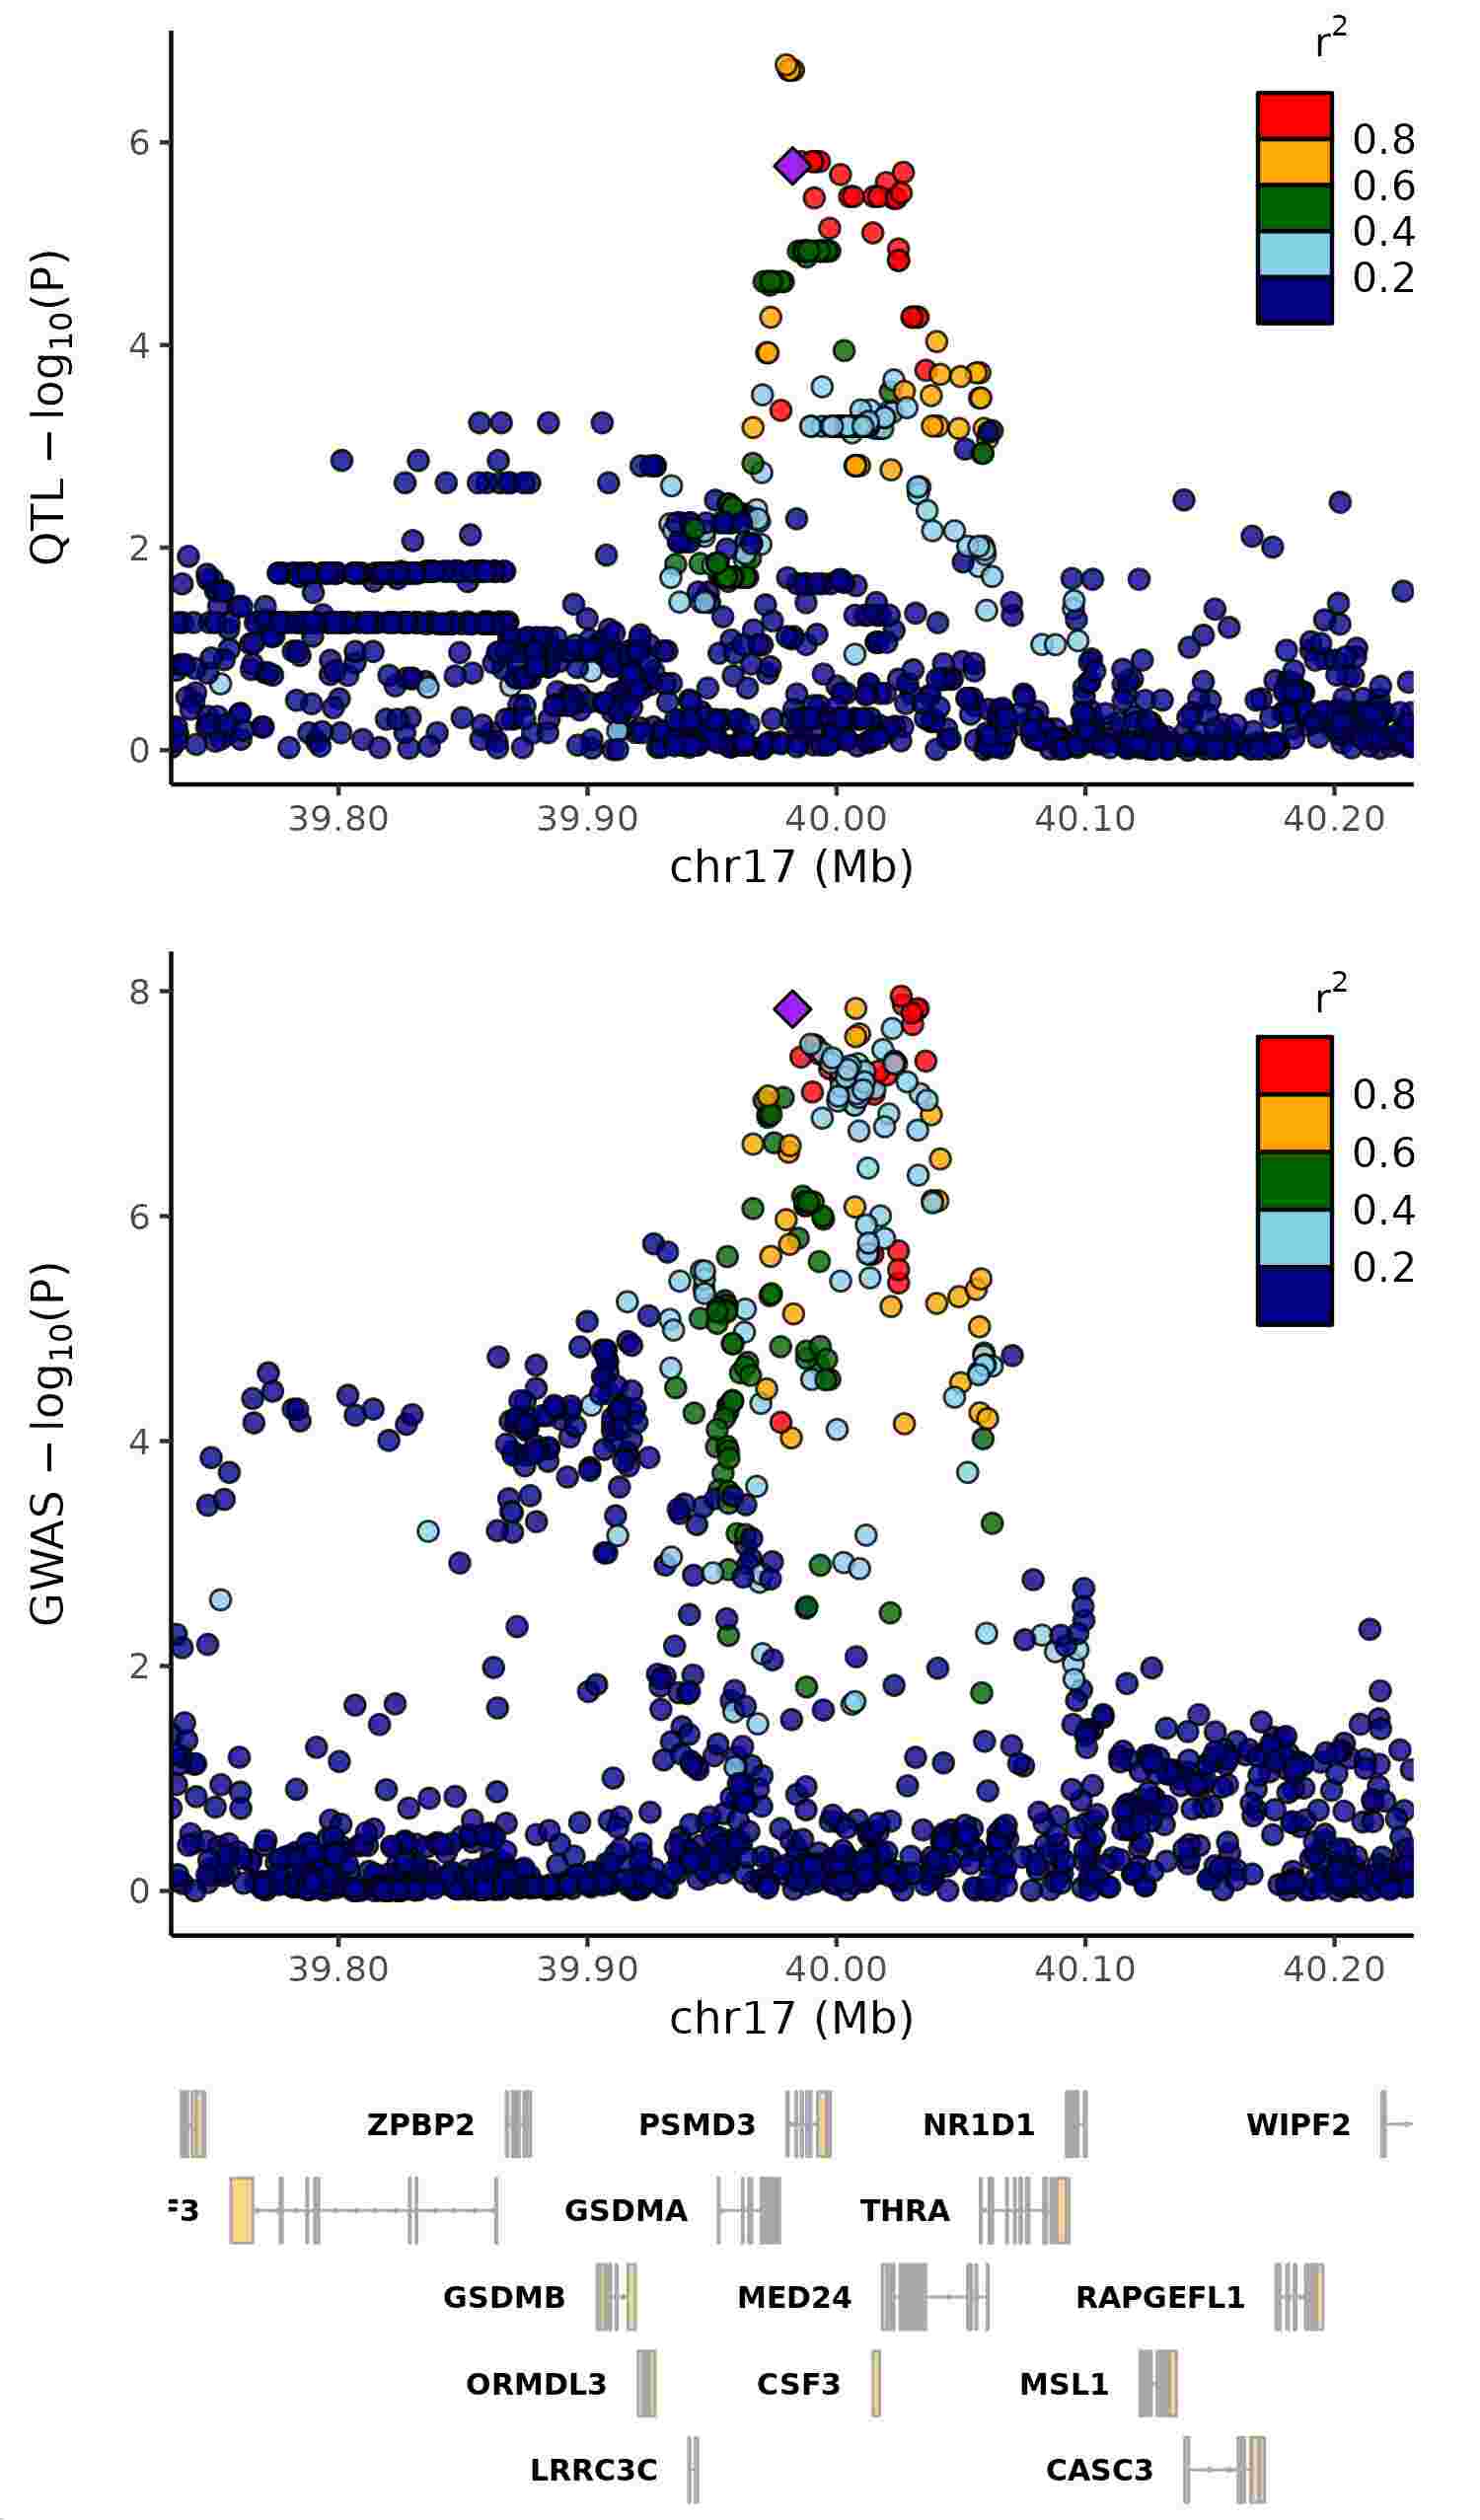 r2
0.8
0.6
0.4
0.2
QTL −log10(P)
6
4
2
0
39.80 39.90 40.00 40.10 40.20
chr17 (Mb)
r2
0.8
0.6
0.4
0.2
GWAS −log10(P)
8
6
4
2
0
39.80 39.90 40.00 40.10 40.20
chr17 (Mb)
ZPBP2 PSMD3 NR1D1 WIPF2
F3 GSDMA THRA
GSDMB MED24 RAPGEFL1
ORMDL3 CSF3 MSL1
LRRC3C CASC3